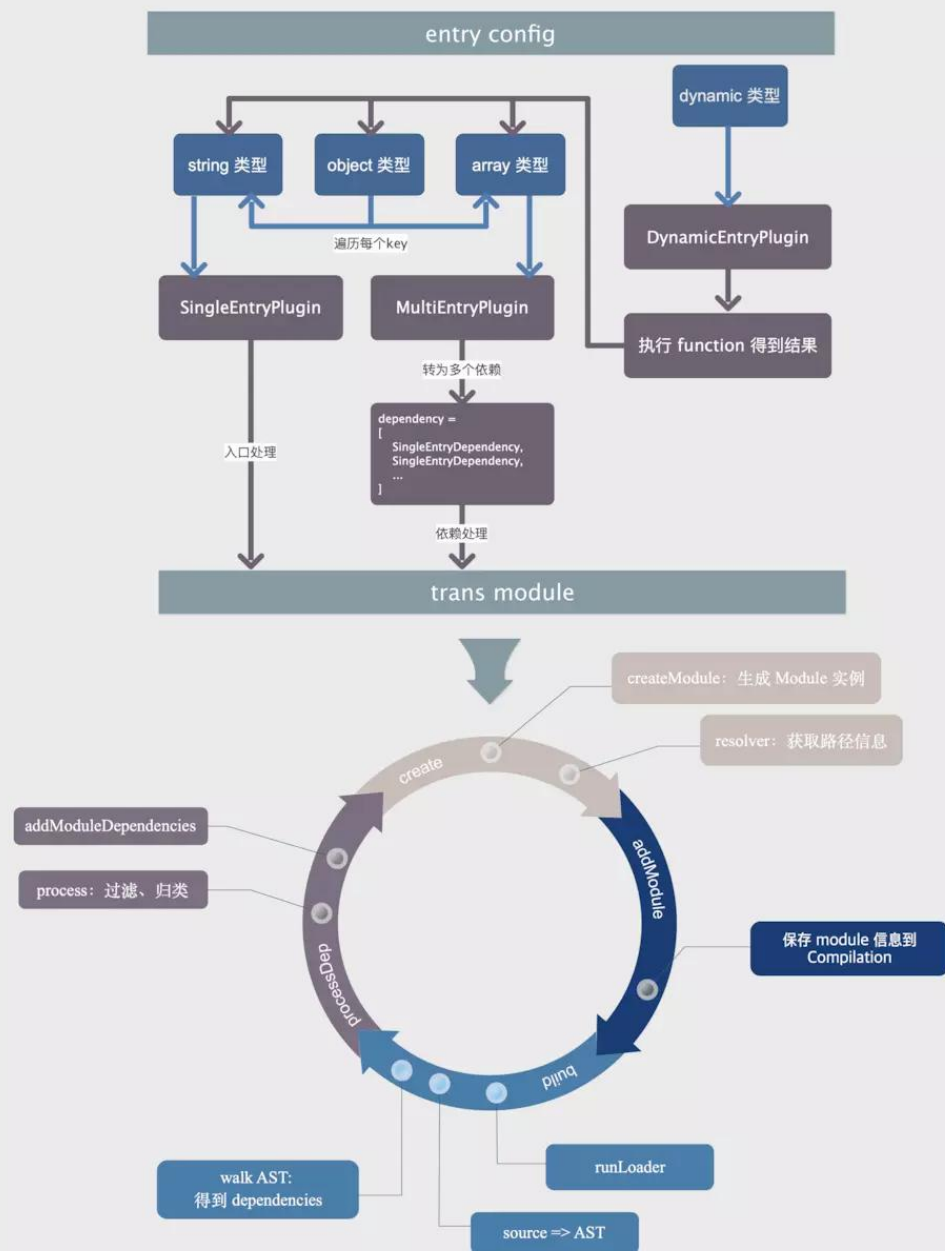 entry config
dynamic 类型
string 类型
object 类型
array 类型
遍历每个key
DynamicEntryPlugin
SingleEntryPlugin
MultiEntryPlugin
执行 function 得到结果
转为多个依赖
dependency =
[
SingleEntryDependency,
SingleEntryDependency,
...
]
入口处理
依赖处理
trans module
createModule：生成 Module 实例
resolver：获取路径信息
create
addModule
addModuleDependencies
process：过滤、归类
保存 module 信息到
Compilation
processDep
build
runLoader
walk AST:
得到 dependencies
source => AST